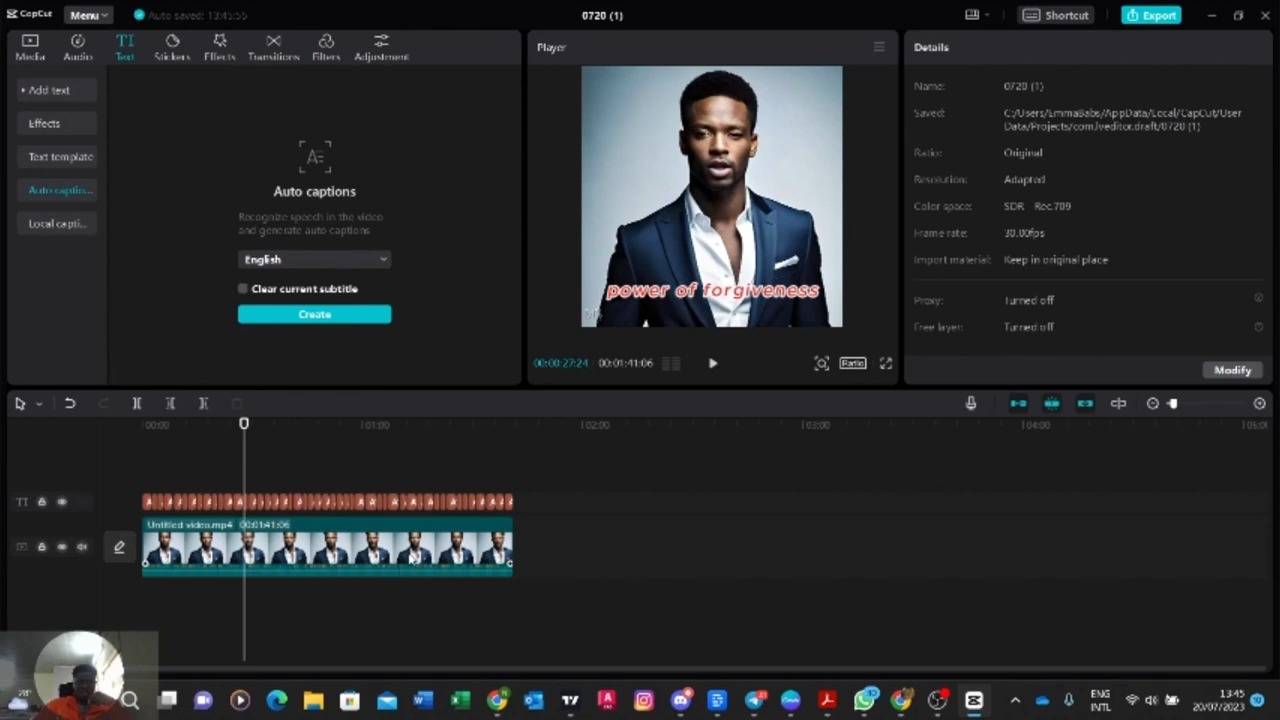 CapCut
Menu
Auto saved: 13:45:55
0720 (1)
Shortcut
Export
Media
Audio
Text
Stickers
Effects
Transitions
Filters
Adjustment
Add text
Effects
Text template
Auto captio...
Local capti...
Auto captions
Recognize speech in the video
and generate auto captions
English
Clear current subtitle
Create
Player
power of forgiveness
00:00:27:24
00:01:41:06
Ratio
Details
Name: 0720 (1)
Saved: C:/Users/EmmaBabs/AppData/Local/CapCut/User
Data/Projects/com.lveditor.draft/0720 (1)
Ratio: Original
Resolution: Adapted
Color space: SDR - Rec.709
Frame rate: 30.00fps
Import material: Keep in original place
Proxy: Turned off
Free layer: Turned off
Modify
00:00
01:00
02:00
03:00
04:00
05:0
TI
Untitled video.mp4 00:01:41:06
ENG
INTL
13:45
20/07/2023